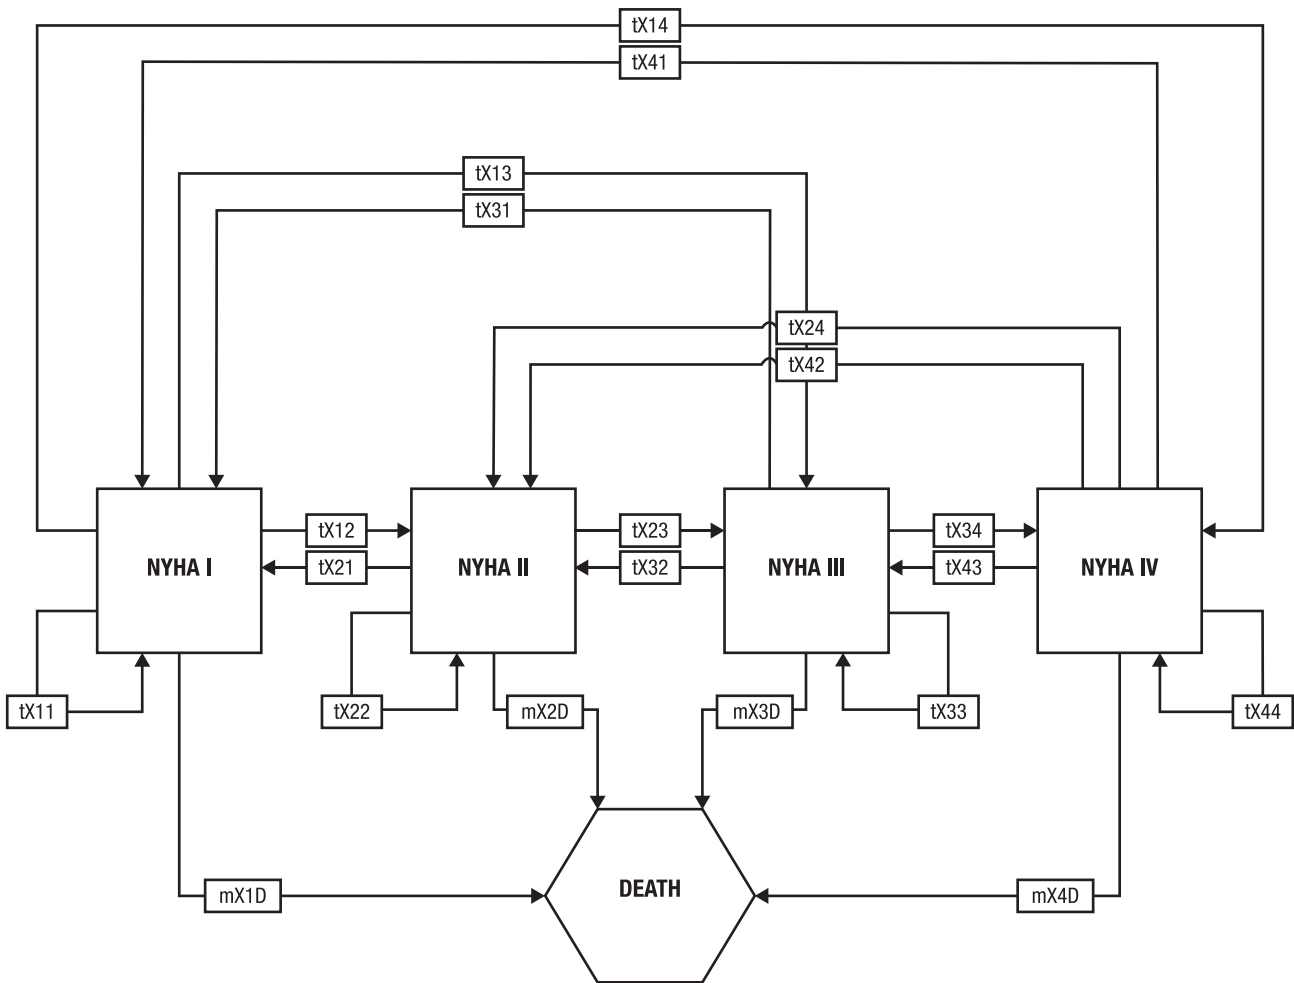 tX14
tX41
tX13
tX31
tX24
tX42
tX12
tX23
tX34
NYHA I
tX21
NYHA II
tX32
NYHA III
tX43
NYHA IV
tX11
tX22
mX2D
mX3D
tX33
tX44
DEATH
mX1D
mX4D